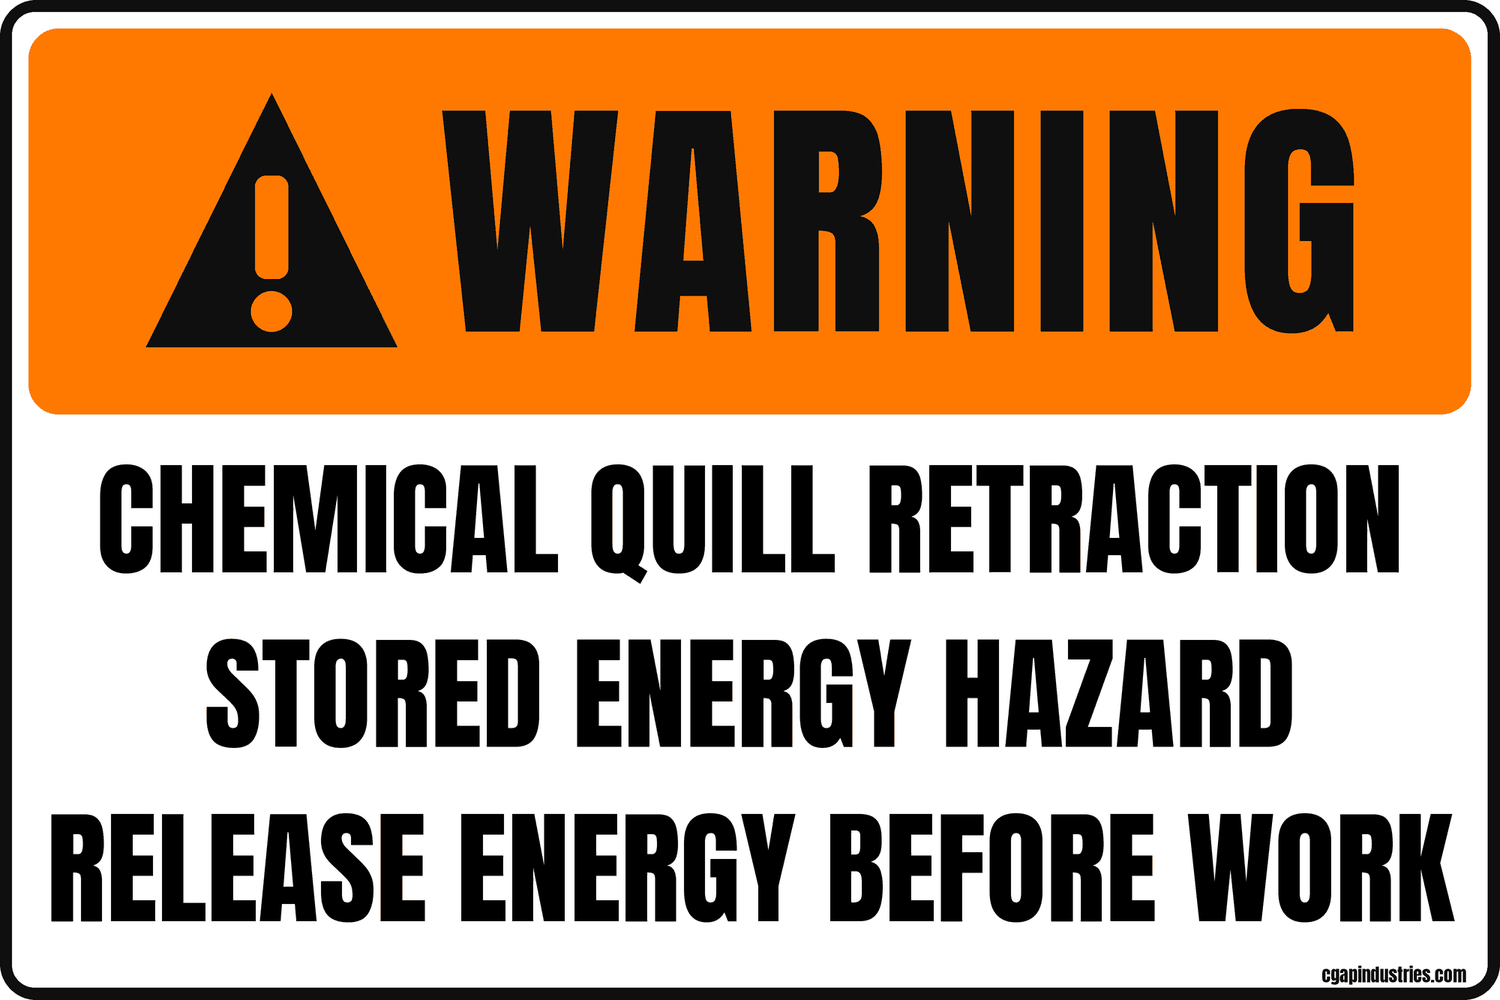 WARNING
CHEMICAL QUILL RETRACTION
STORED ENERGY HAZARD
RELEASE ENERGY BEFORE WORK
cgapindustries.com